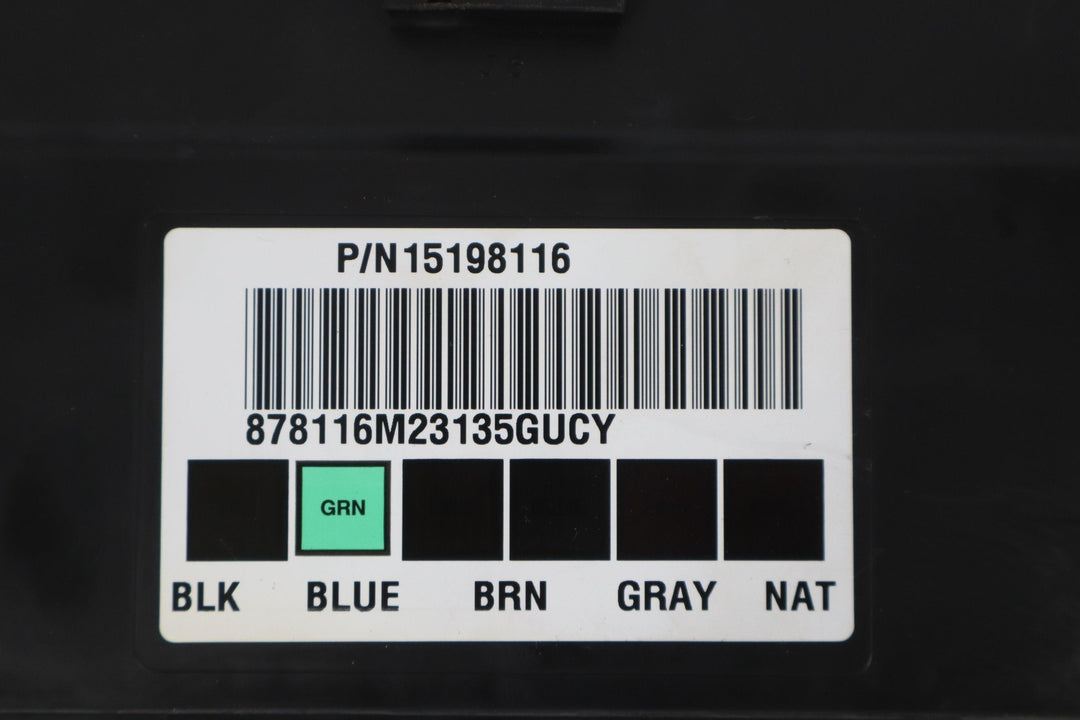 P/N15198116
878116M23135GUCY
GRN
BLK BLUE BRN GRAY NAT